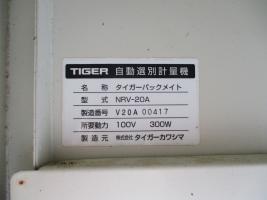 TIGER 自動選別計量機
名称 タイガーパックメイト
型式 NRV-20A
製造番号 V20A 00417
所要動力 100V 300W
製造元 株式会社 タイガーカワシマ